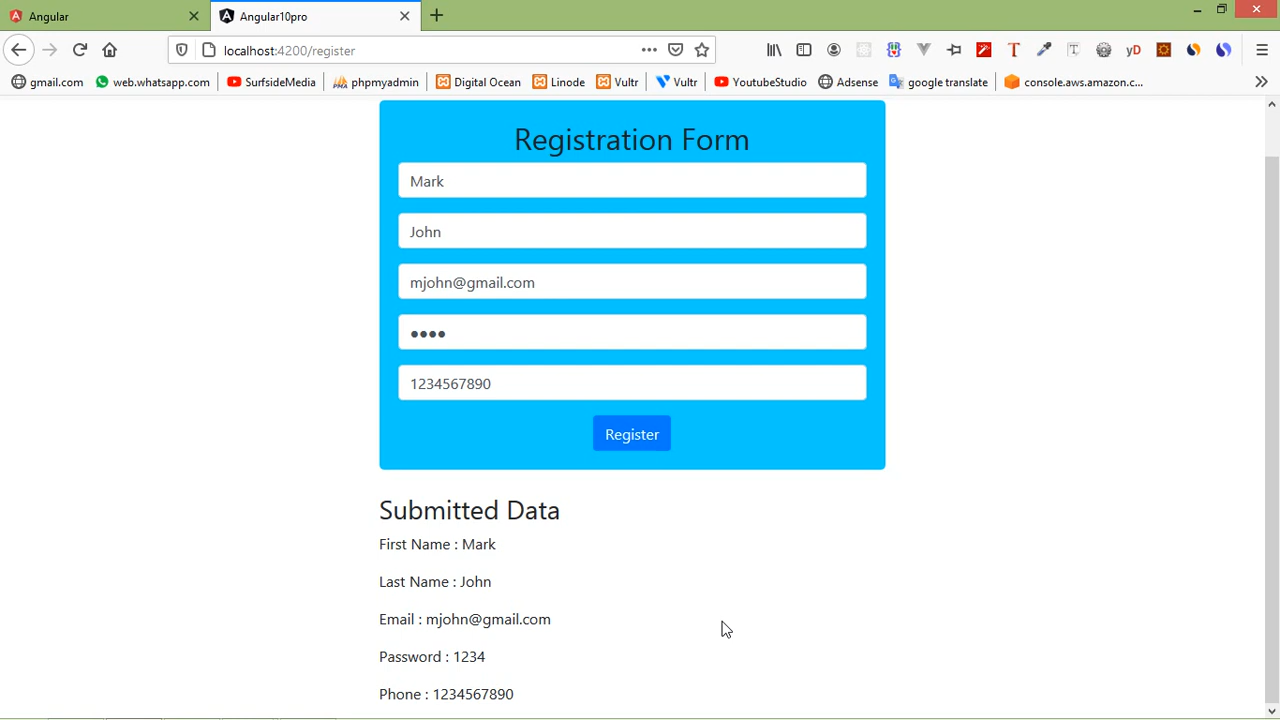 Angular
Angular10pro
localhost:4200/register
gmail.com
web.whatsapp.com
SurfsideMedia
phpmyadmin
Digital Ocean
Linode
Vultr
Vultr
YoutubeStudio
Adsense
google translate
console.aws.amazon.c...
Registration Form
Mark
John
mjohn@gmail.com
●●●●
1234567890
Register
Submitted Data
First Name : Mark
Last Name : John
Email : mjohn@gmail.com
Password : 1234
Phone : 1234567890